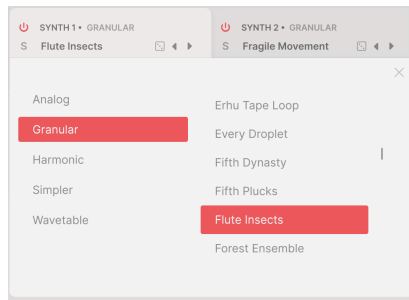 SYNTH 1 • GRANULAR
S Flute Insects
SYNTH 2 • GRANULAR
S Fragile Movement
Analog
Granular
Harmonic
Simpler
Wavetable
Erhu Tape Loop
Every Droplet
Fifth Dynasty
Fifth Plucks
Flute Insects
Forest Ensemble